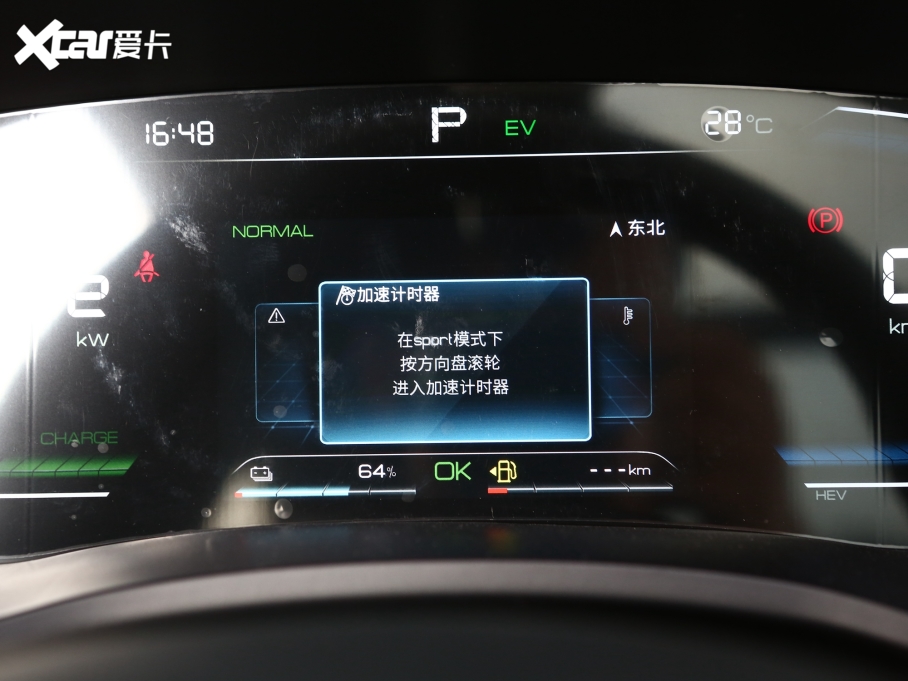 Xcar爱卡
16:48
P
EV
28°C
NORMAL
东北
P
2
kW
加速计时器
在sport模式下
按方向盘滚轮
进入加速计时器
CHARGE
64%
OK
---km
HEV